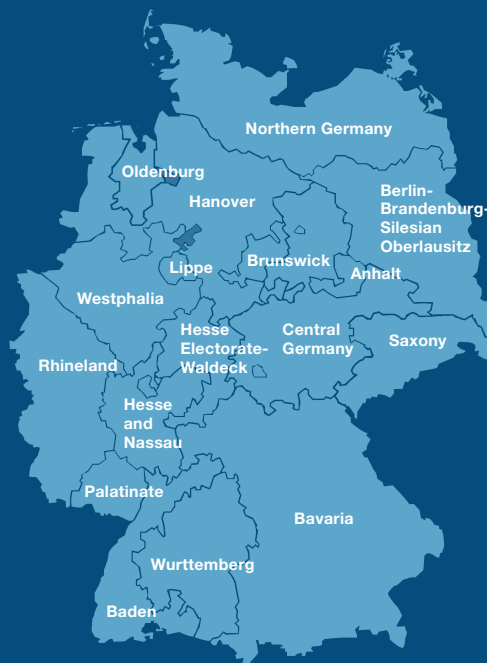 Northern Germany
Oldenburg
Hanover
Berlin-
Brandenburg-
Silesian
Oberlausitz
Lippe
Brunswick
Anhalt
Westphalia
Hesse
Electorate-
Waldeck
Central
Germany
Saxony
Rhineland
Hesse
and
Nassau
Palatinate
Bavaria
Wurttemberg
Baden